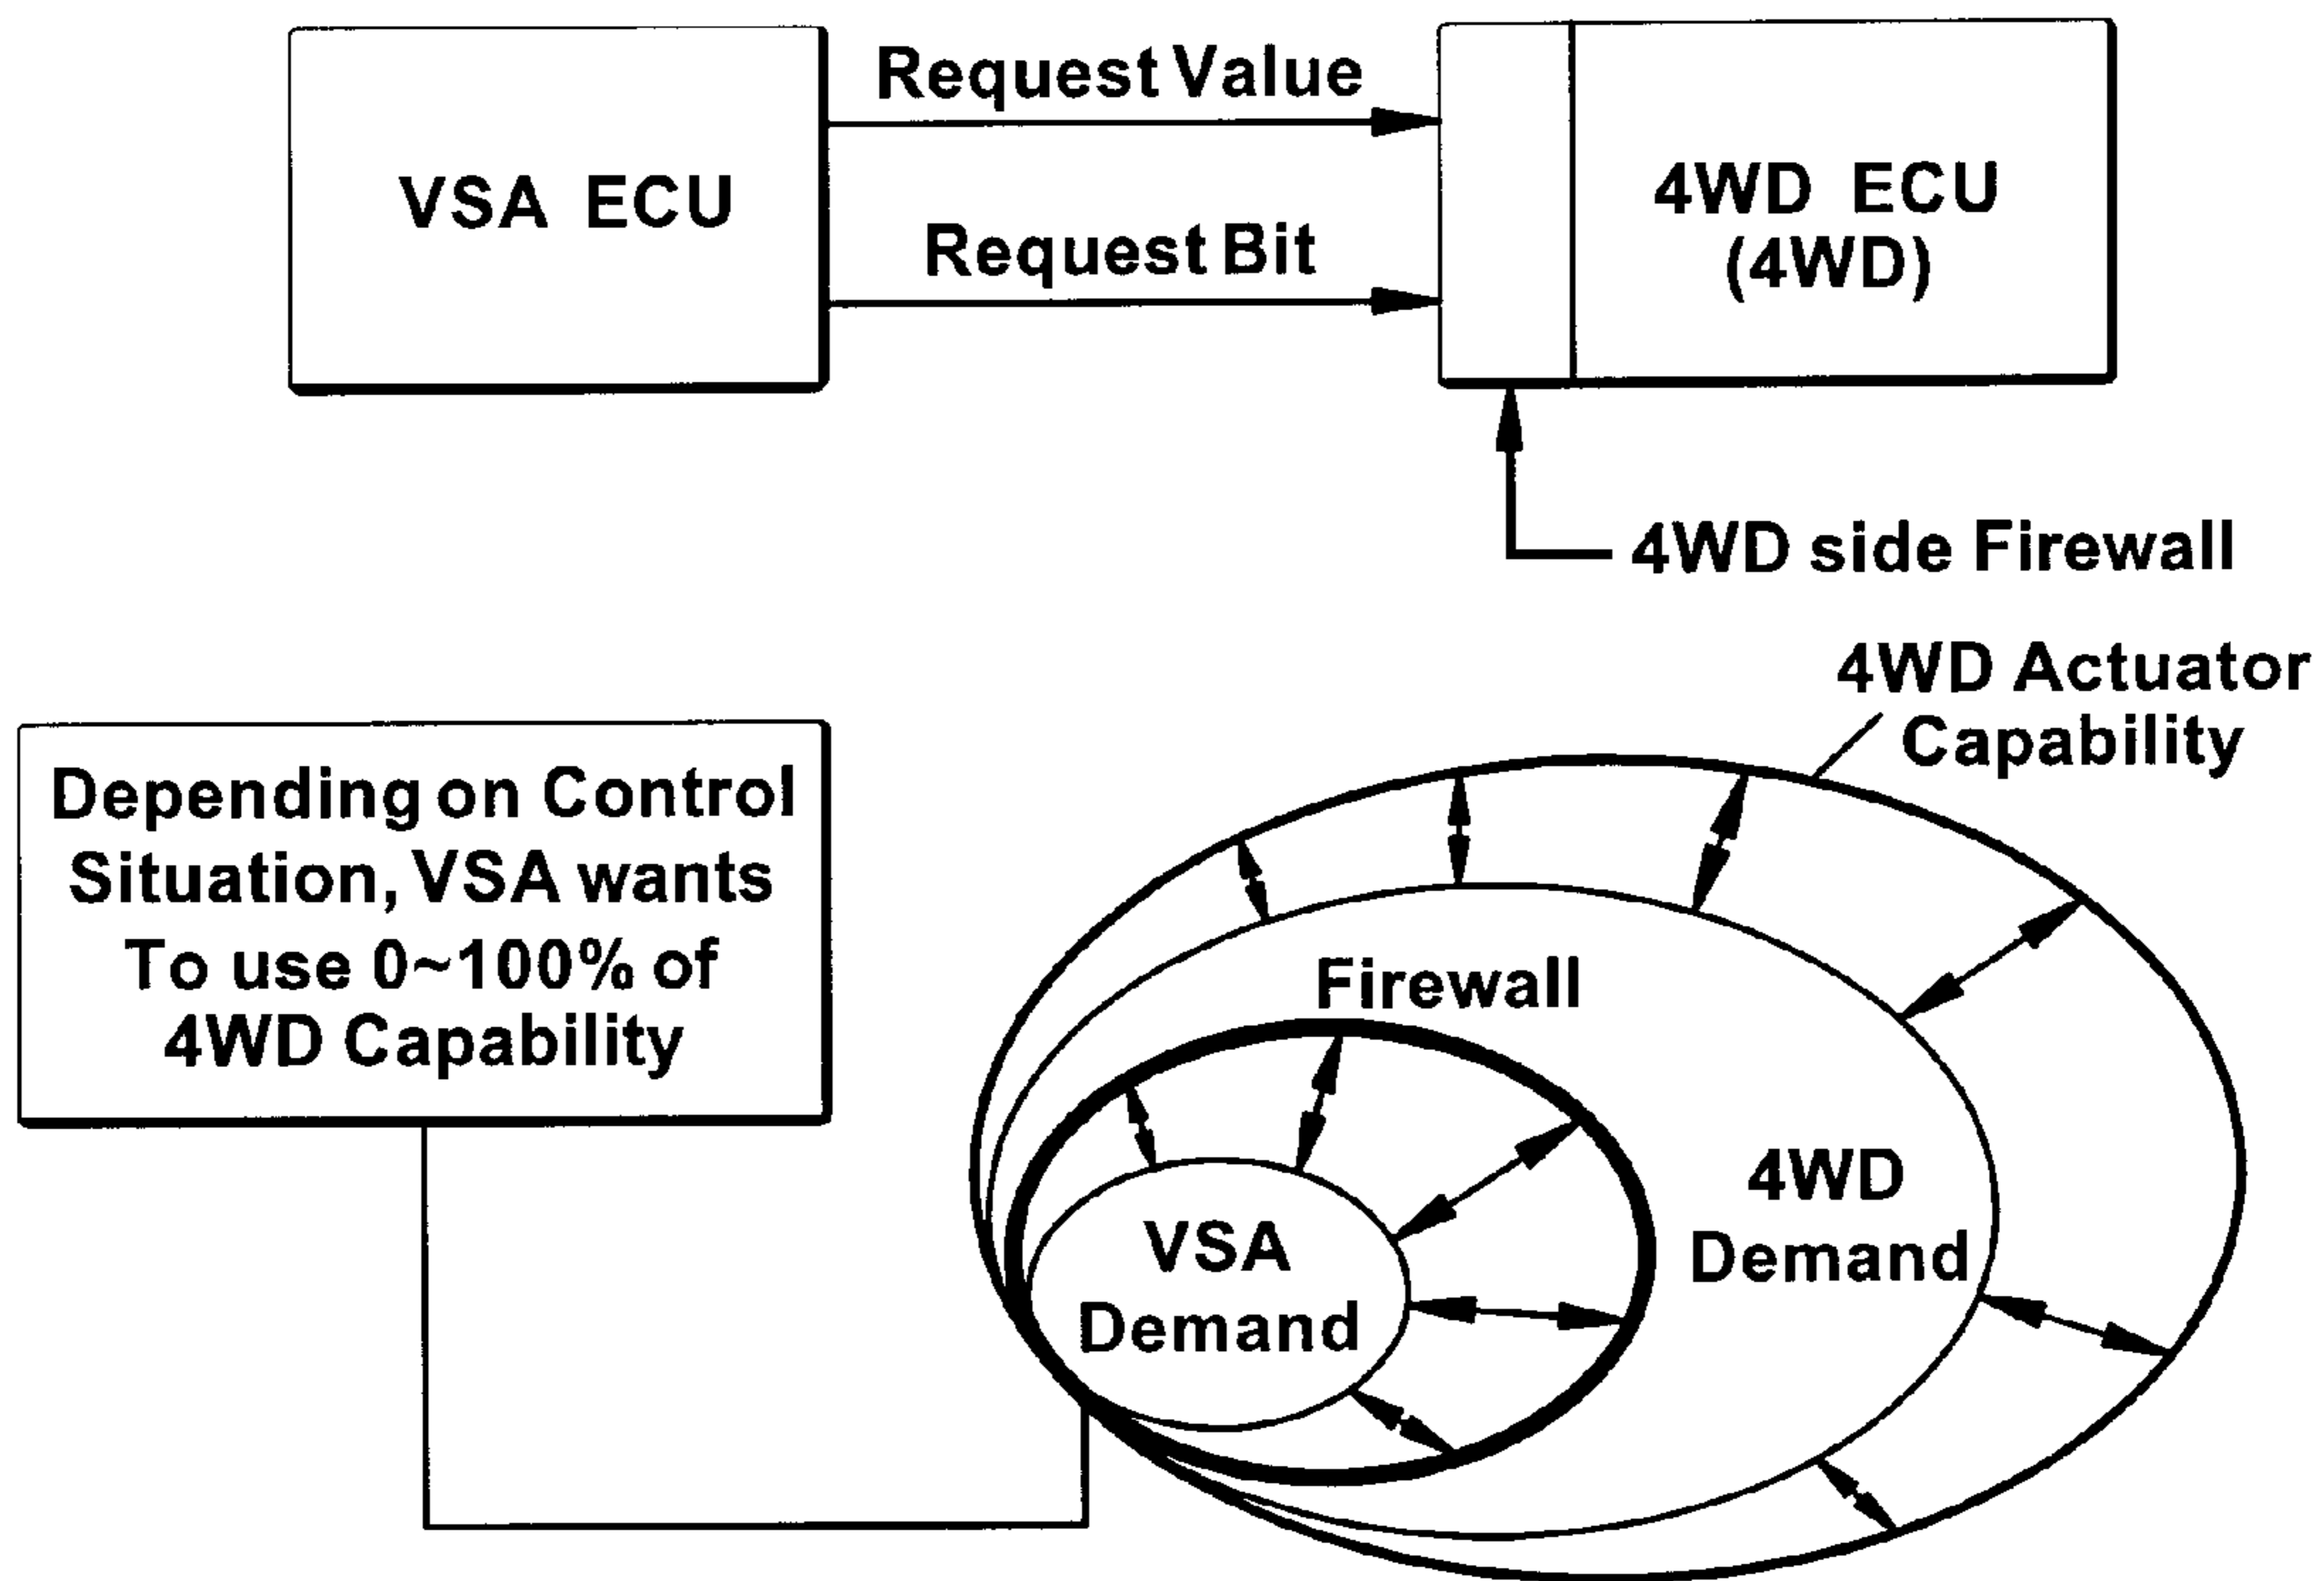 Request Value
VSA ECU
Request Bit
4WD ECU
(4WD)
4WD side Firewall
4WD Actuator
Capability
Depending on Control
Situation, VSA wants
To use 0~100% of
4WD Capability
Firewall
4WD
Demand
VSA
Demand